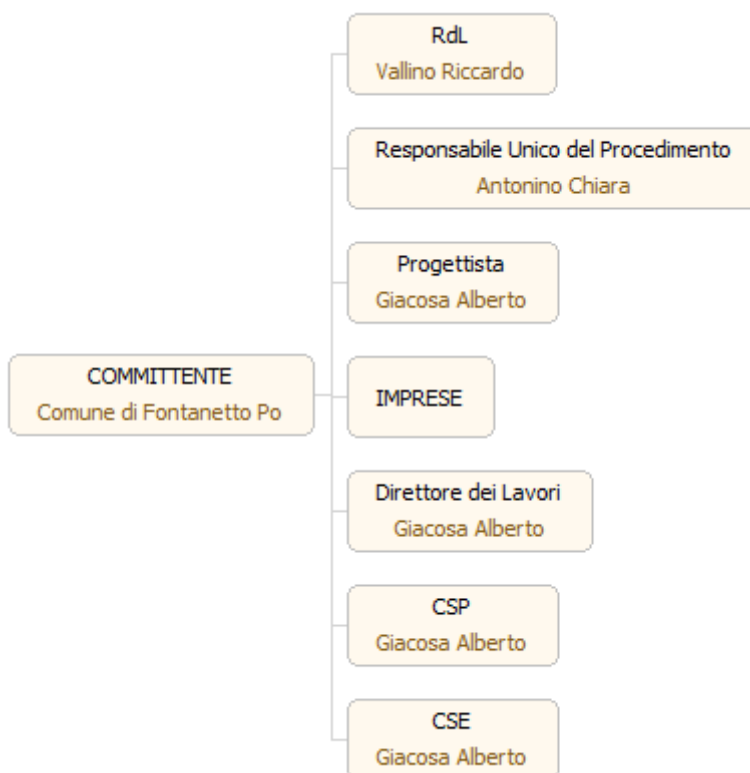 RdL
Vallino Riccardo
Responsabile Unico del Procedimento
Antonino Chiara
Progettista
Giacosa Alberto
COMMITTENTE
Comune di Fontanetto Po
IMPRESE
Direttore dei Lavori
Giacosa Alberto
CSP
Giacosa Alberto
CSE
Giacosa Alberto